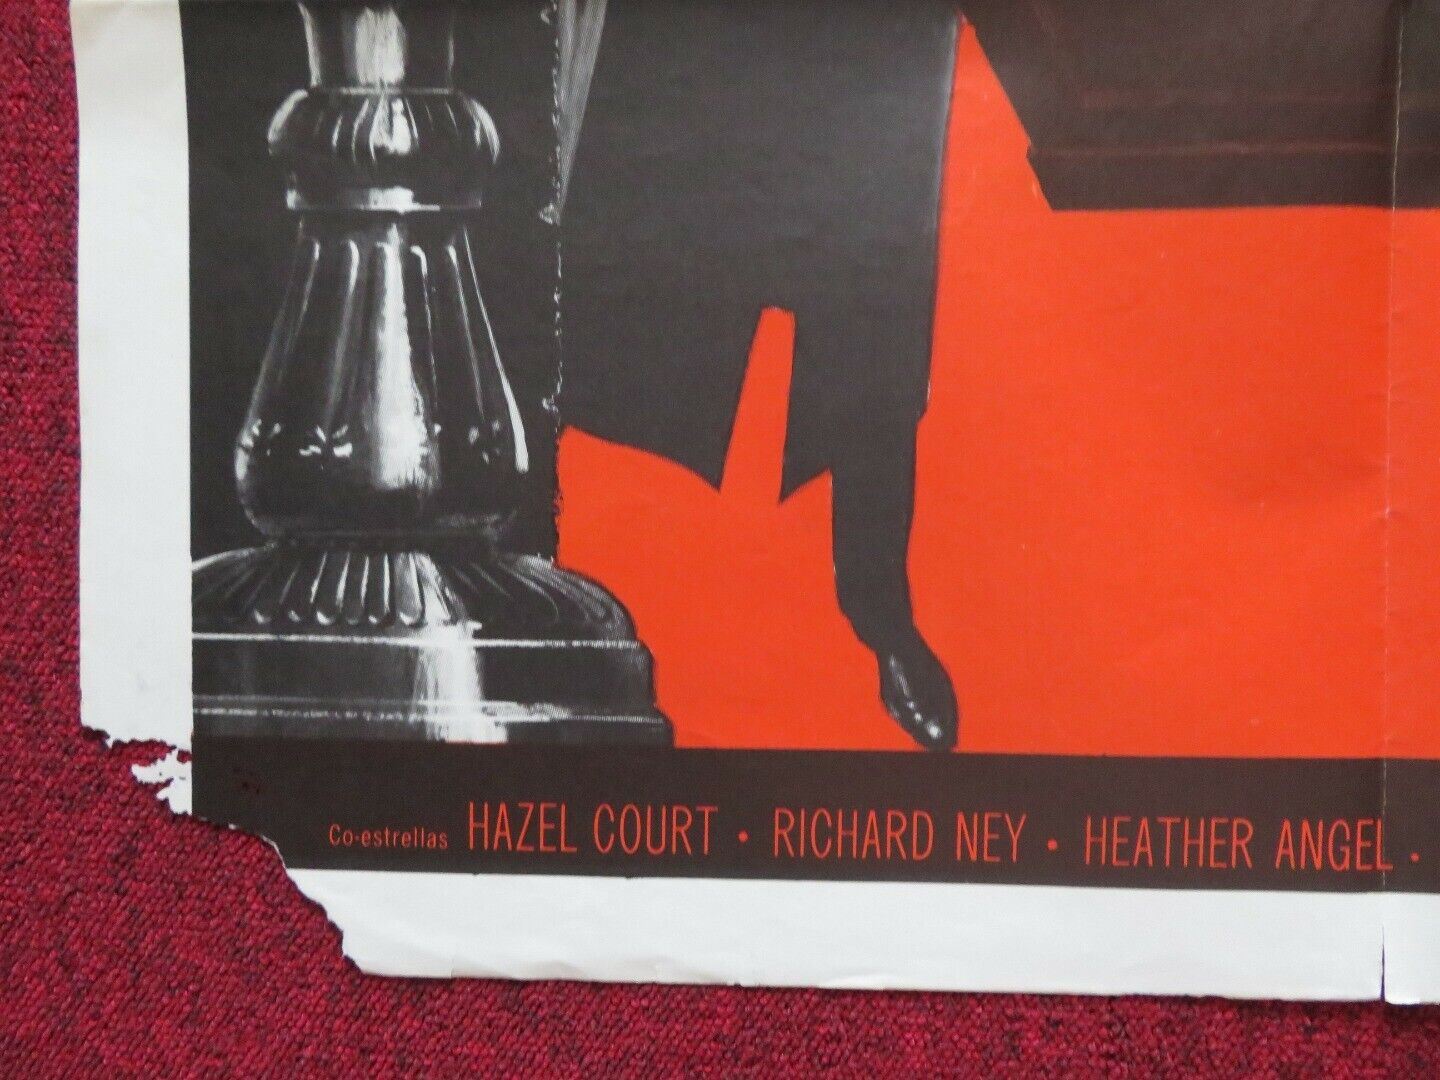 Co-estrellas HAZEL COURT · RICHARD NEY · HEATHER ANGEL ·